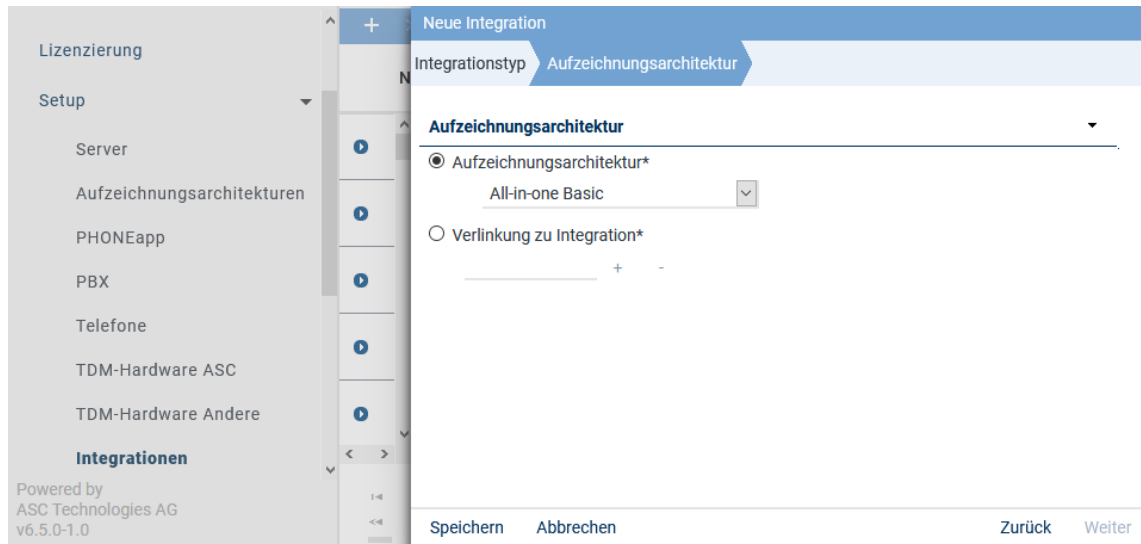 Lizenzierung
Setup
Server
Aufzeichnungsarchitekturen
PHONEapp
PBX
Telefone
TDM-Hardware ASC
TDM-Hardware Andere
Integrationen
Powered by
ASC Technologies AG
v6.5.0-1.0
+
N
Neue Integration
Integrationstyp
Aufzeichnungsarchitektur
Aufzeichnungsarchitektur
Aufzeichnungsarchitektur*
All-in-one Basic
Verlinkung zu Integration*
+ -
Speichern Abbrechen Zurück Weiter